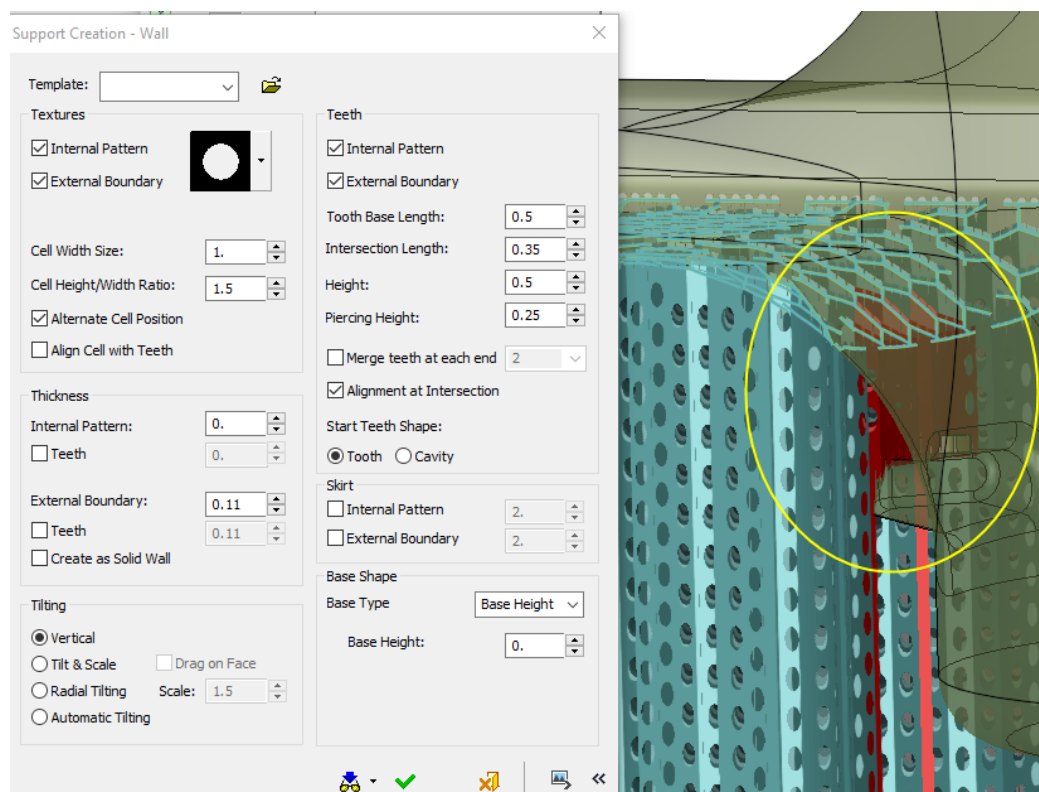 Support Creation - Wall
Template:
Textures
Internal Pattern
External Boundary
Cell Width Size: 1.
Cell Height/Width Ratio: 1.5
Alternate Cell Position
Align Cell with Teeth
Thickness
Internal Pattern: 0.
Teeth 0.
External Boundary: 0.11
Teeth 0.11
Create as Solid Wall
Tilting
Vertical
Tilt & Scale Drag on Face
Radial Tilting Scale: 1.5
Automatic Tilting
Teeth
Internal Pattern
External Boundary
Tooth Base Length: 0.5
Intersection Length: 0.35
Height: 0.5
Piercing Height: 0.25
Merge teeth at each end 2
Alignment at Intersection
Start Teeth Shape:
Tooth Cavity
Skirt
Internal Pattern 2.
External Boundary 2.
Base Shape
Base Type Base Height
Base Height: 0.